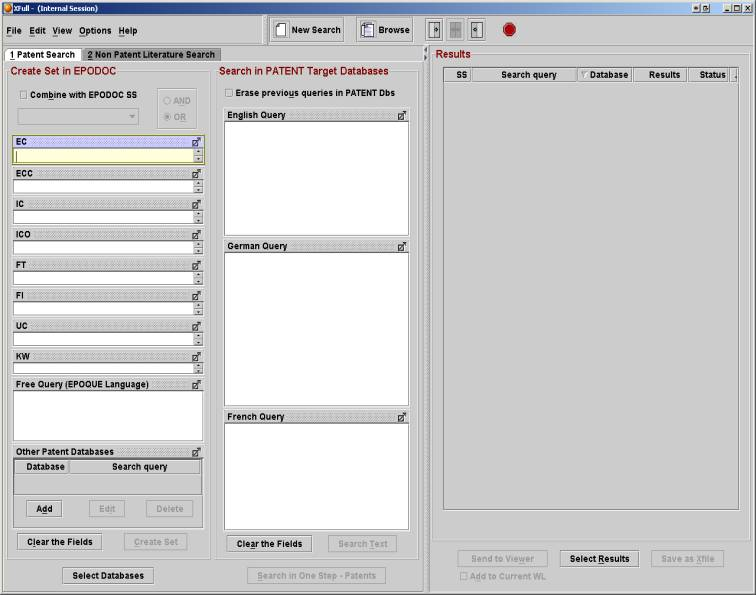 XFull - (Internal Session)
File Edit View Options Help
New Search
Browse
1 Patent Search
2 Non Patent Literature Search
Create Set in EPODOC
Combine with EPODOC SS
AND
OR
EC
ECC
IC
ICO
FT
FI
UC
KW
Free Query (EPOQUE Language)
Other Patent Databases
Database Search query
Add Edit Delete
Clear the Fields Create Set
Select Databases
Search in PATENT Target Databases
Erase previous queries in PATENT Dbs
English Query
German Query
French Query
Clear the Fields Search Text
Search in One Step - Patents
Results
SS Search query Database Results Status
Send to Viewer Select Results Save as Xfile
Add to Current WL